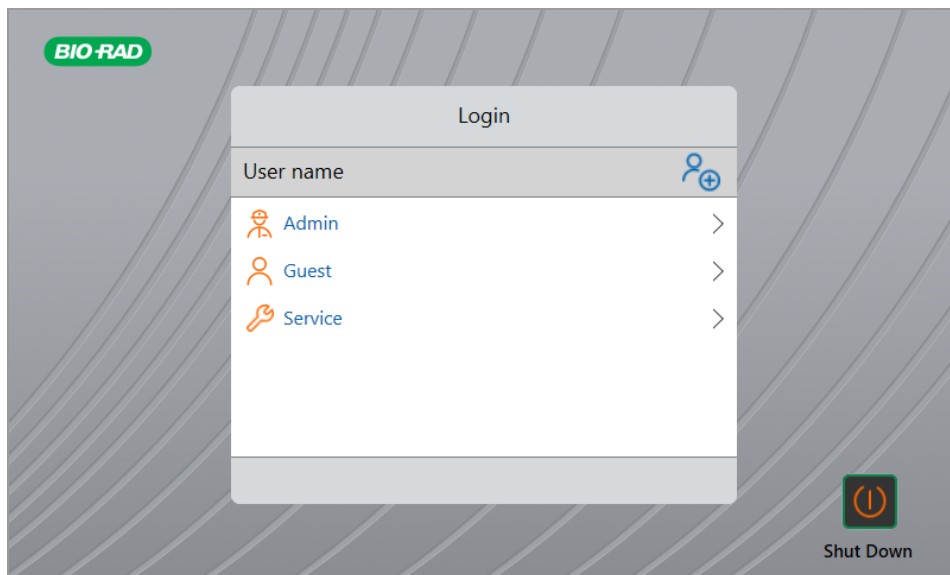 BIO-RAD
Login
User name
Admin
Guest
Service
Shut Down